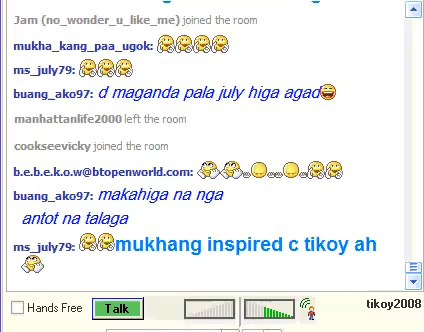 Jam (no_wonder_u_like_me) joined the room
mukha_kang_paa_ugok:
ms_july79:
buang_ako97: d maganda pala july higa agad
manhattanlife2000 left the room
cookseevicky joined the room
b.e.b.e.k.o.w@btopenworld.com:
buang_ako97: makahiga na nga
antot na talaga
ms_july79: mukhang inspired c tikoy ah
Hands Free Talk tikoy2008